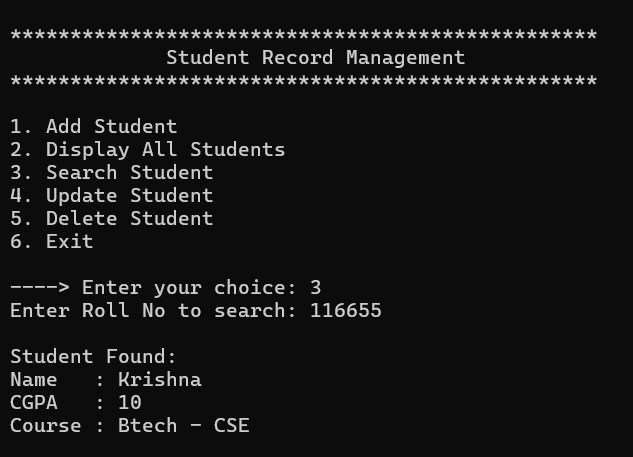 *************************************************
Student Record Management
*************************************************
1. Add Student
2. Display All Students
3. Search Student
4. Update Student
5. Delete Student
6. Exit
----> Enter your choice: 3
Enter Roll No to search: 116655
Student Found:
Name   : Krishna
CGPA   : 10
Course : Btech - CSE